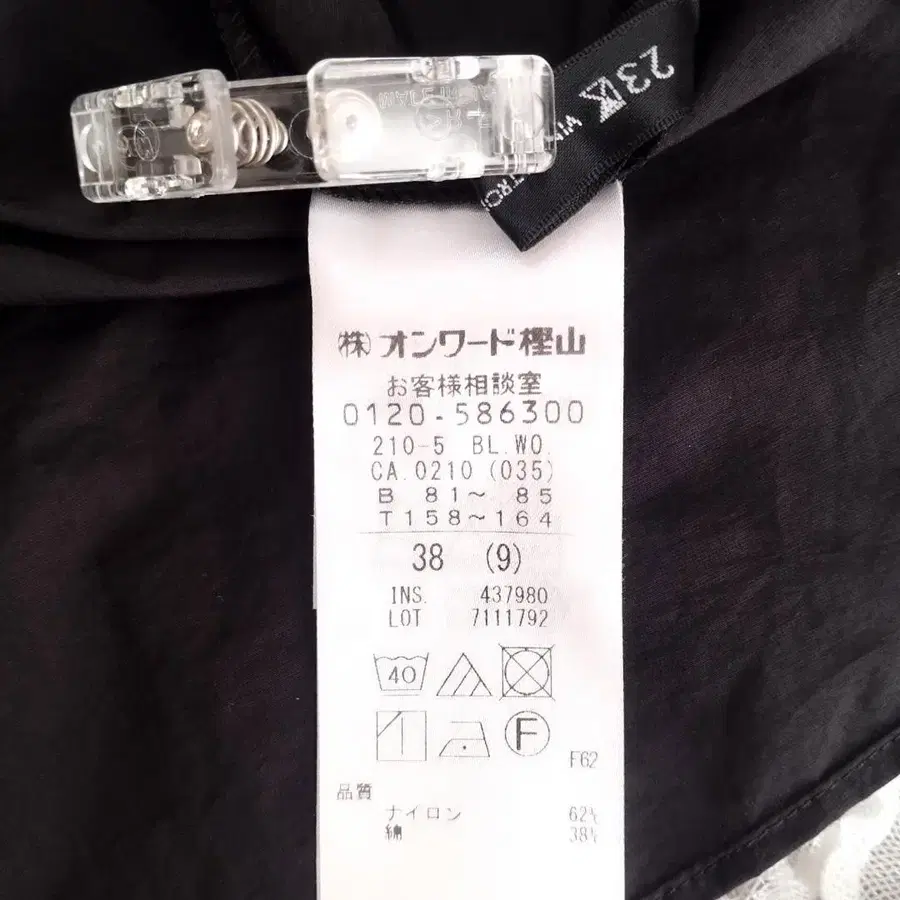 23区
㈱オンワード樫山
お客様相談室
0120-586300
210-5 BL.WO.
CA.0210 (035)
B 81～ 85
T158～164
38 (9)
INS. 437980
LOT 7111792
40
F
F62
品質
ナイロン 62%
綿 38%